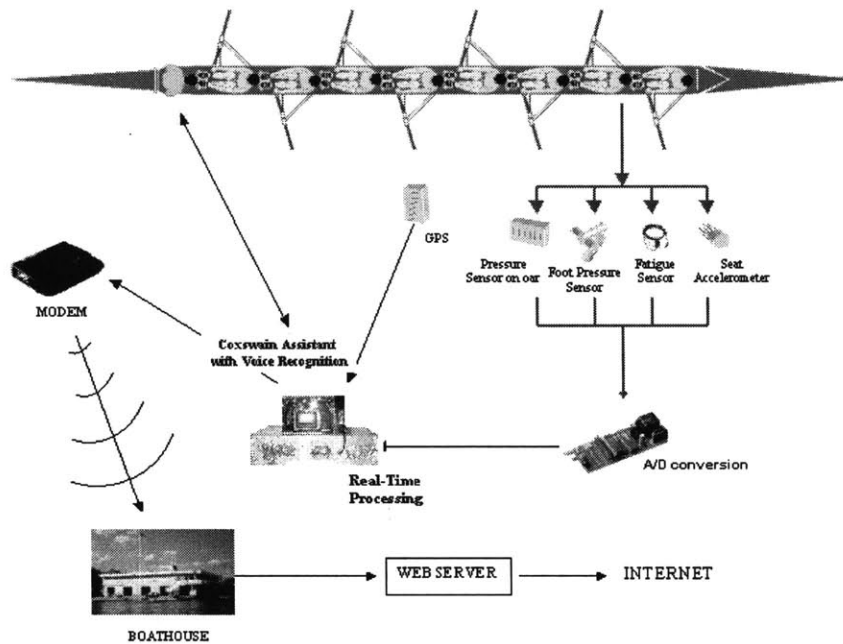 GPS
Pressure
Sensor on oar
Foot Pressure
Sensor
Fatigue
Sensor
Seat
Accelerometer
MODEM
Coxswain Assistant
with Voice Recognition
A/D conversion
Real-Time
Processing
WEB SERVER
INTERNET
BOATHOUSE